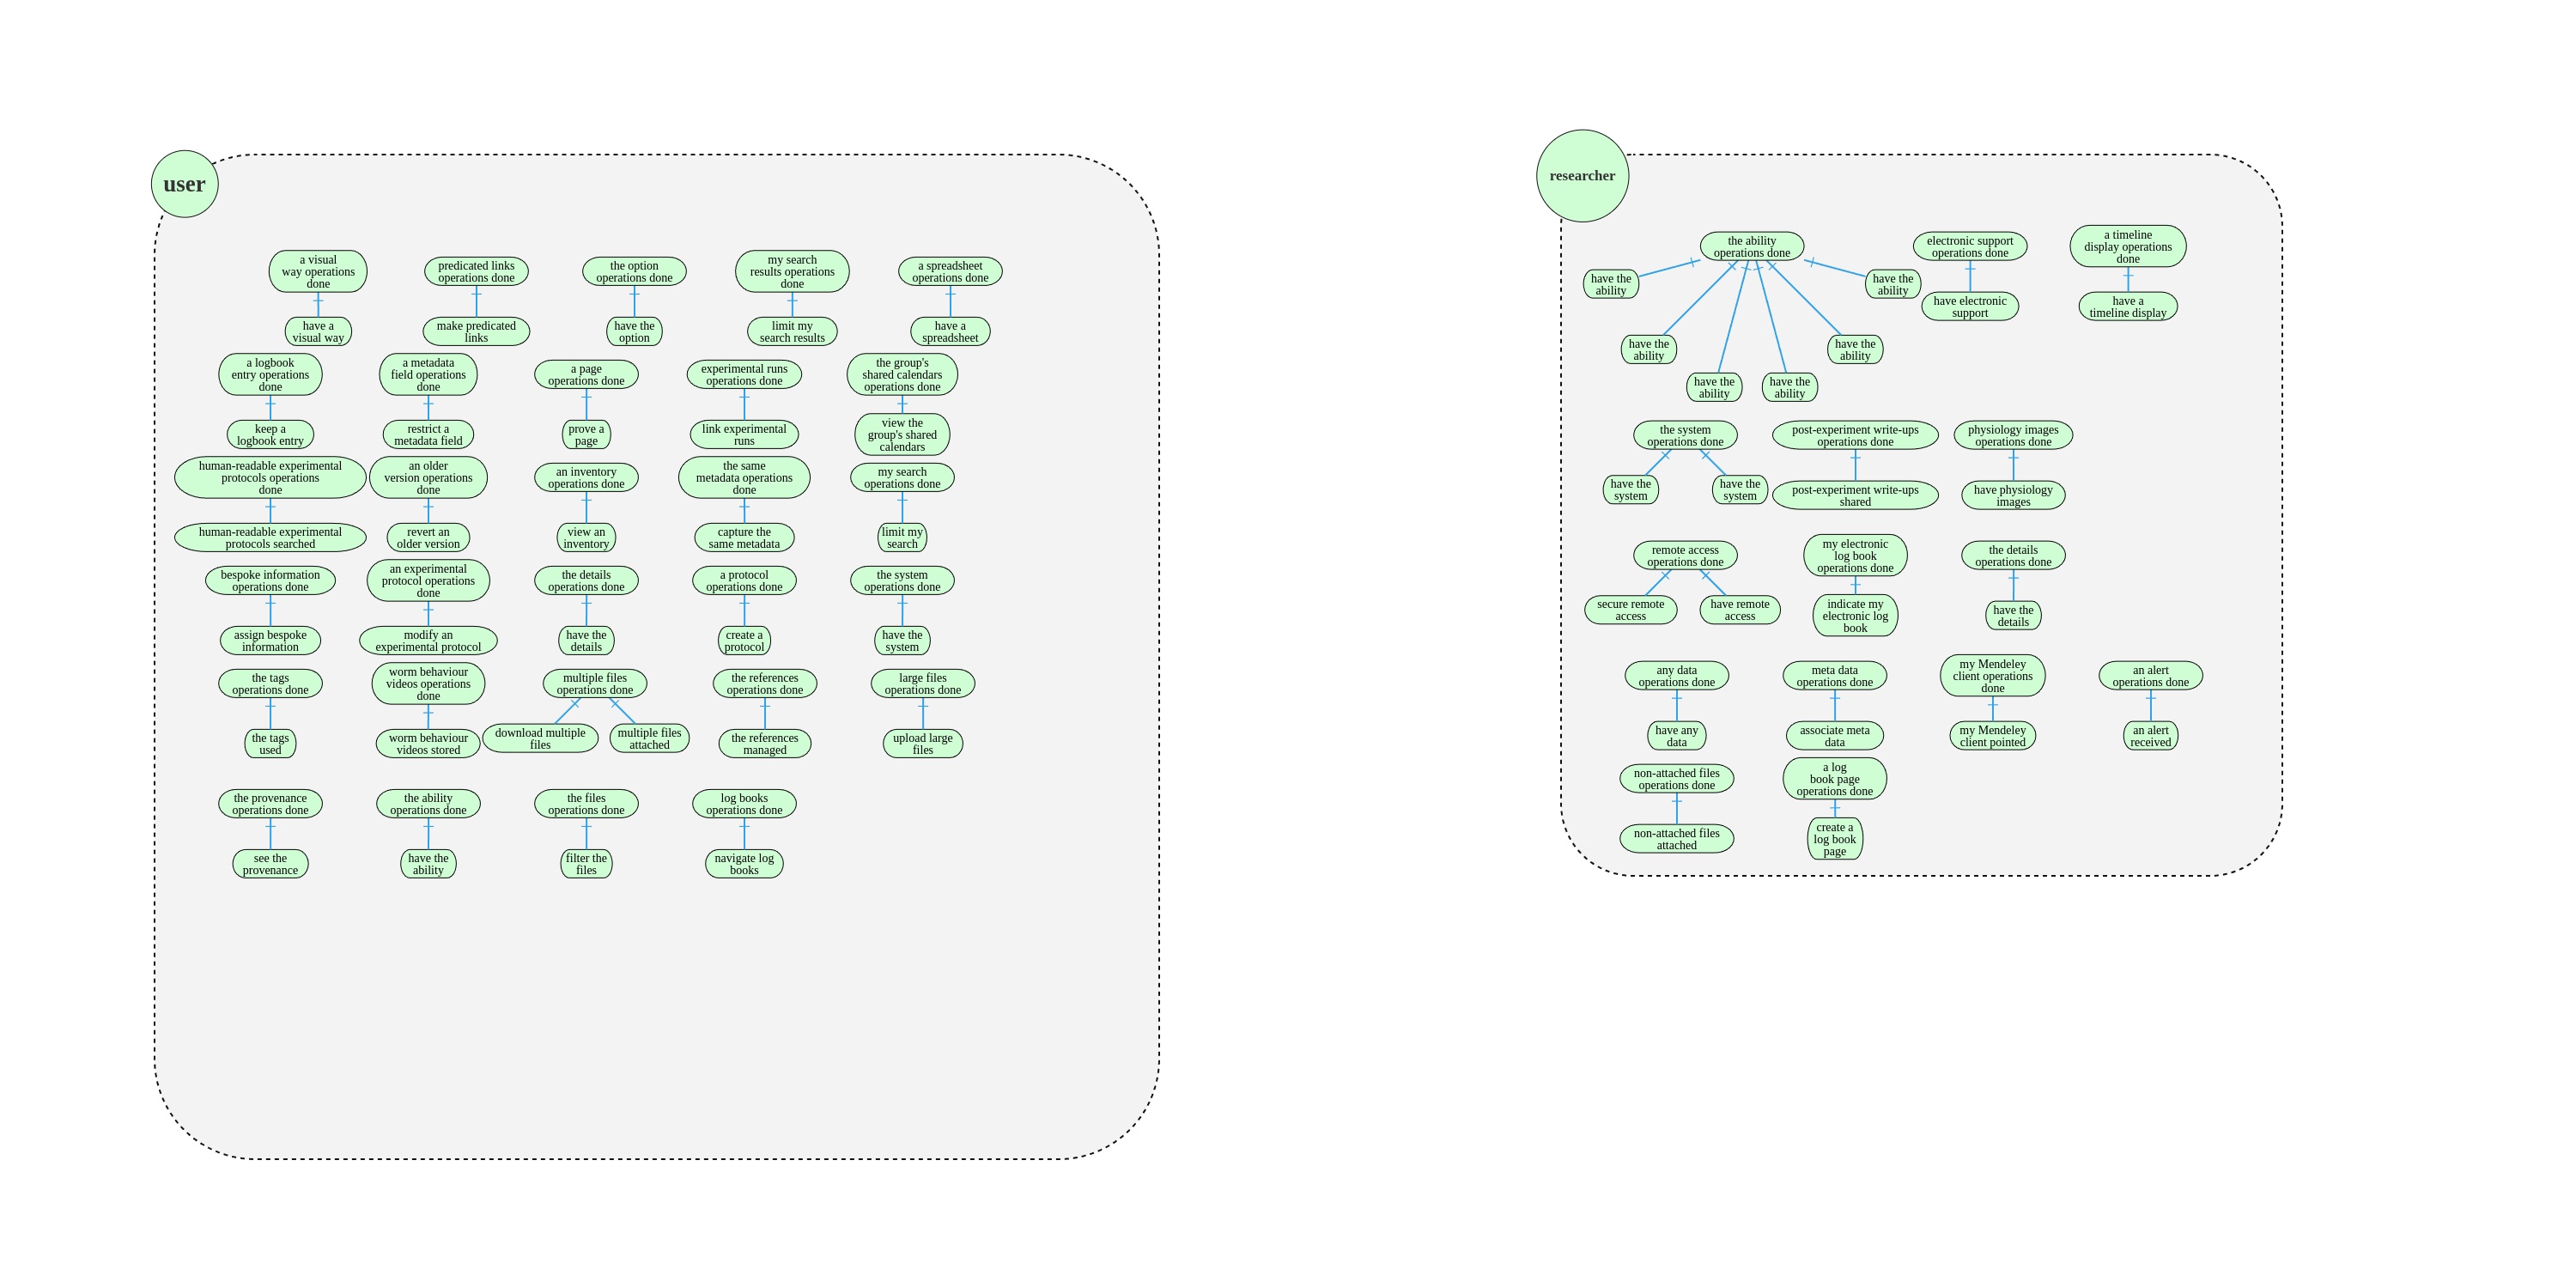 user
a visual
way operations
done
predicated links
operations done
the option
operations done
my search
results operations
done
a spreadsheet
operations done
have a
visual way
make predicated
links
have the
option
limit my
search results
have a
spreadsheet
a logbook
entry operations
done
a metadata
field operations
done
a page
operations done
experimental runs
operations done
the group's
shared calendars
operations done
keep a
logbook entry
restrict a
metadata field
prove a
page
link experimental
runs
view the
group's shared
calendars
human-readable experimental
protocols operations
done
an older
version operations
done
an inventory
operations done
the same
metadata operations
done
my search
operations done
human-readable experimental
protocols searched
revert an
older version
view an
inventory
capture the
same metadata
limit my
search
bespoke information
operations done
an experimental
protocol operations
done
the details
operations done
a protocol
operations done
the system
operations done
assign bespoke
information
modify an
experimental protocol
have the
details
create a
protocol
have the
system
the tags
operations done
worm behaviour
videos operations
done
multiple files
operations done
the references
operations done
large files
operations done
the tags
used
worm behaviour
videos stored
download multiple
files
multiple files
attached
the references
managed
upload large
files
the provenance
operations done
the ability
operations done
the files
operations done
log books
operations done
see the
provenance
have the
ability
filter the
files
navigate log
books
researcher
the ability
operations done
electronic support
operations done
a timeline
display operations
done
have the
ability
have the
ability
have electronic
support
have a
timeline display
have the
ability
have the
ability
have the
ability
have the
ability
the system
operations done
post-experiment write-ups
operations done
physiology images
operations done
have the
system
have the
system
post-experiment write-ups
shared
have physiology
images
remote access
operations done
my electronic
log book
operations done
the details
operations done
secure remote
access
have remote
access
indicate my
electronic log
book
have the
details
any data
operations done
meta data
operations done
my Mendeley
client operations
done
an alert
operations done
have any
data
associate meta
data
my Mendeley
client pointed
an alert
received
non-attached files
operations done
a log
book page
operations done
non-attached files
attached
create a
log book
page